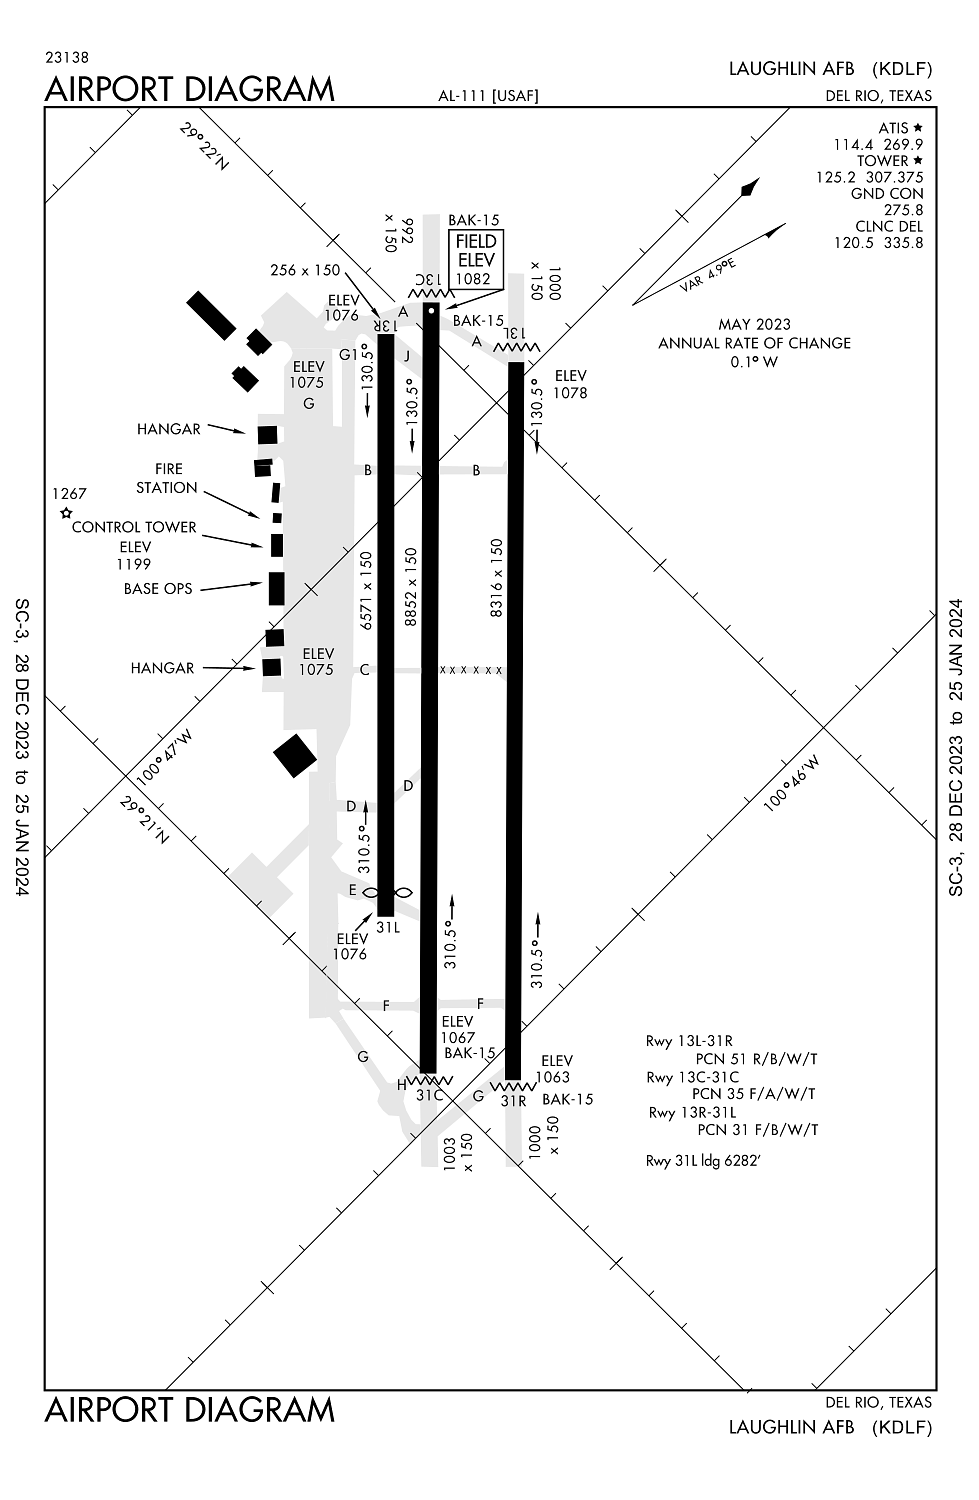 23138
AIRPORT DIAGRAM
AL-111 [USAF]
LAUGHLIN AFB (KDLF)
DEL RIO, TEXAS
29°22'N
ATIS ★
114.4 269.9
TOWER ★
125.2 307.375
GND CON
275.8
CLNC DEL
120.5 335.8
VAR 4.9°E
MAY 2023
ANNUAL RATE OF CHANGE
0.1° W
992
x 150
BAK-15
FIELD
ELEV
1082
13C
256 x 150
1000
x 150
ELEV
1076
13R
A
BAK-15
A
13L
G1
130.5°
J
130.5°
130.5°
ELEV
1075
G
ELEV
1078
HANGAR
B
B
FIRE
STATION
1267
CONTROL TOWER
ELEV
1199
BASE OPS
6571 x 150
8852 x 150
8316 x 150
HANGAR
ELEV
1075
C
x x x x x x
100°47'W
29°21'N
100°46'W
D
D
310.5°
E
31L
ELEV
1076
310.5°
310.5°
F
F
G
ELEV
1067
BAK-15
H
31C
G
31R
ELEV
1063
BAK-15
1003
x 150
1000
x 150
Rwy 13L-31R
PCN 51 R/B/W/T
Rwy 13C-31C
PCN 35 F/A/W/T
Rwy 13R-31L
PCN 31 F/B/W/T
Rwy 31L ldg 6282'
SC-3, 28 DEC 2023 to 25 JAN 2024
SC-3, 28 DEC 2023 to 25 JAN 2024
AIRPORT DIAGRAM
DEL RIO, TEXAS
LAUGHLIN AFB (KDLF)